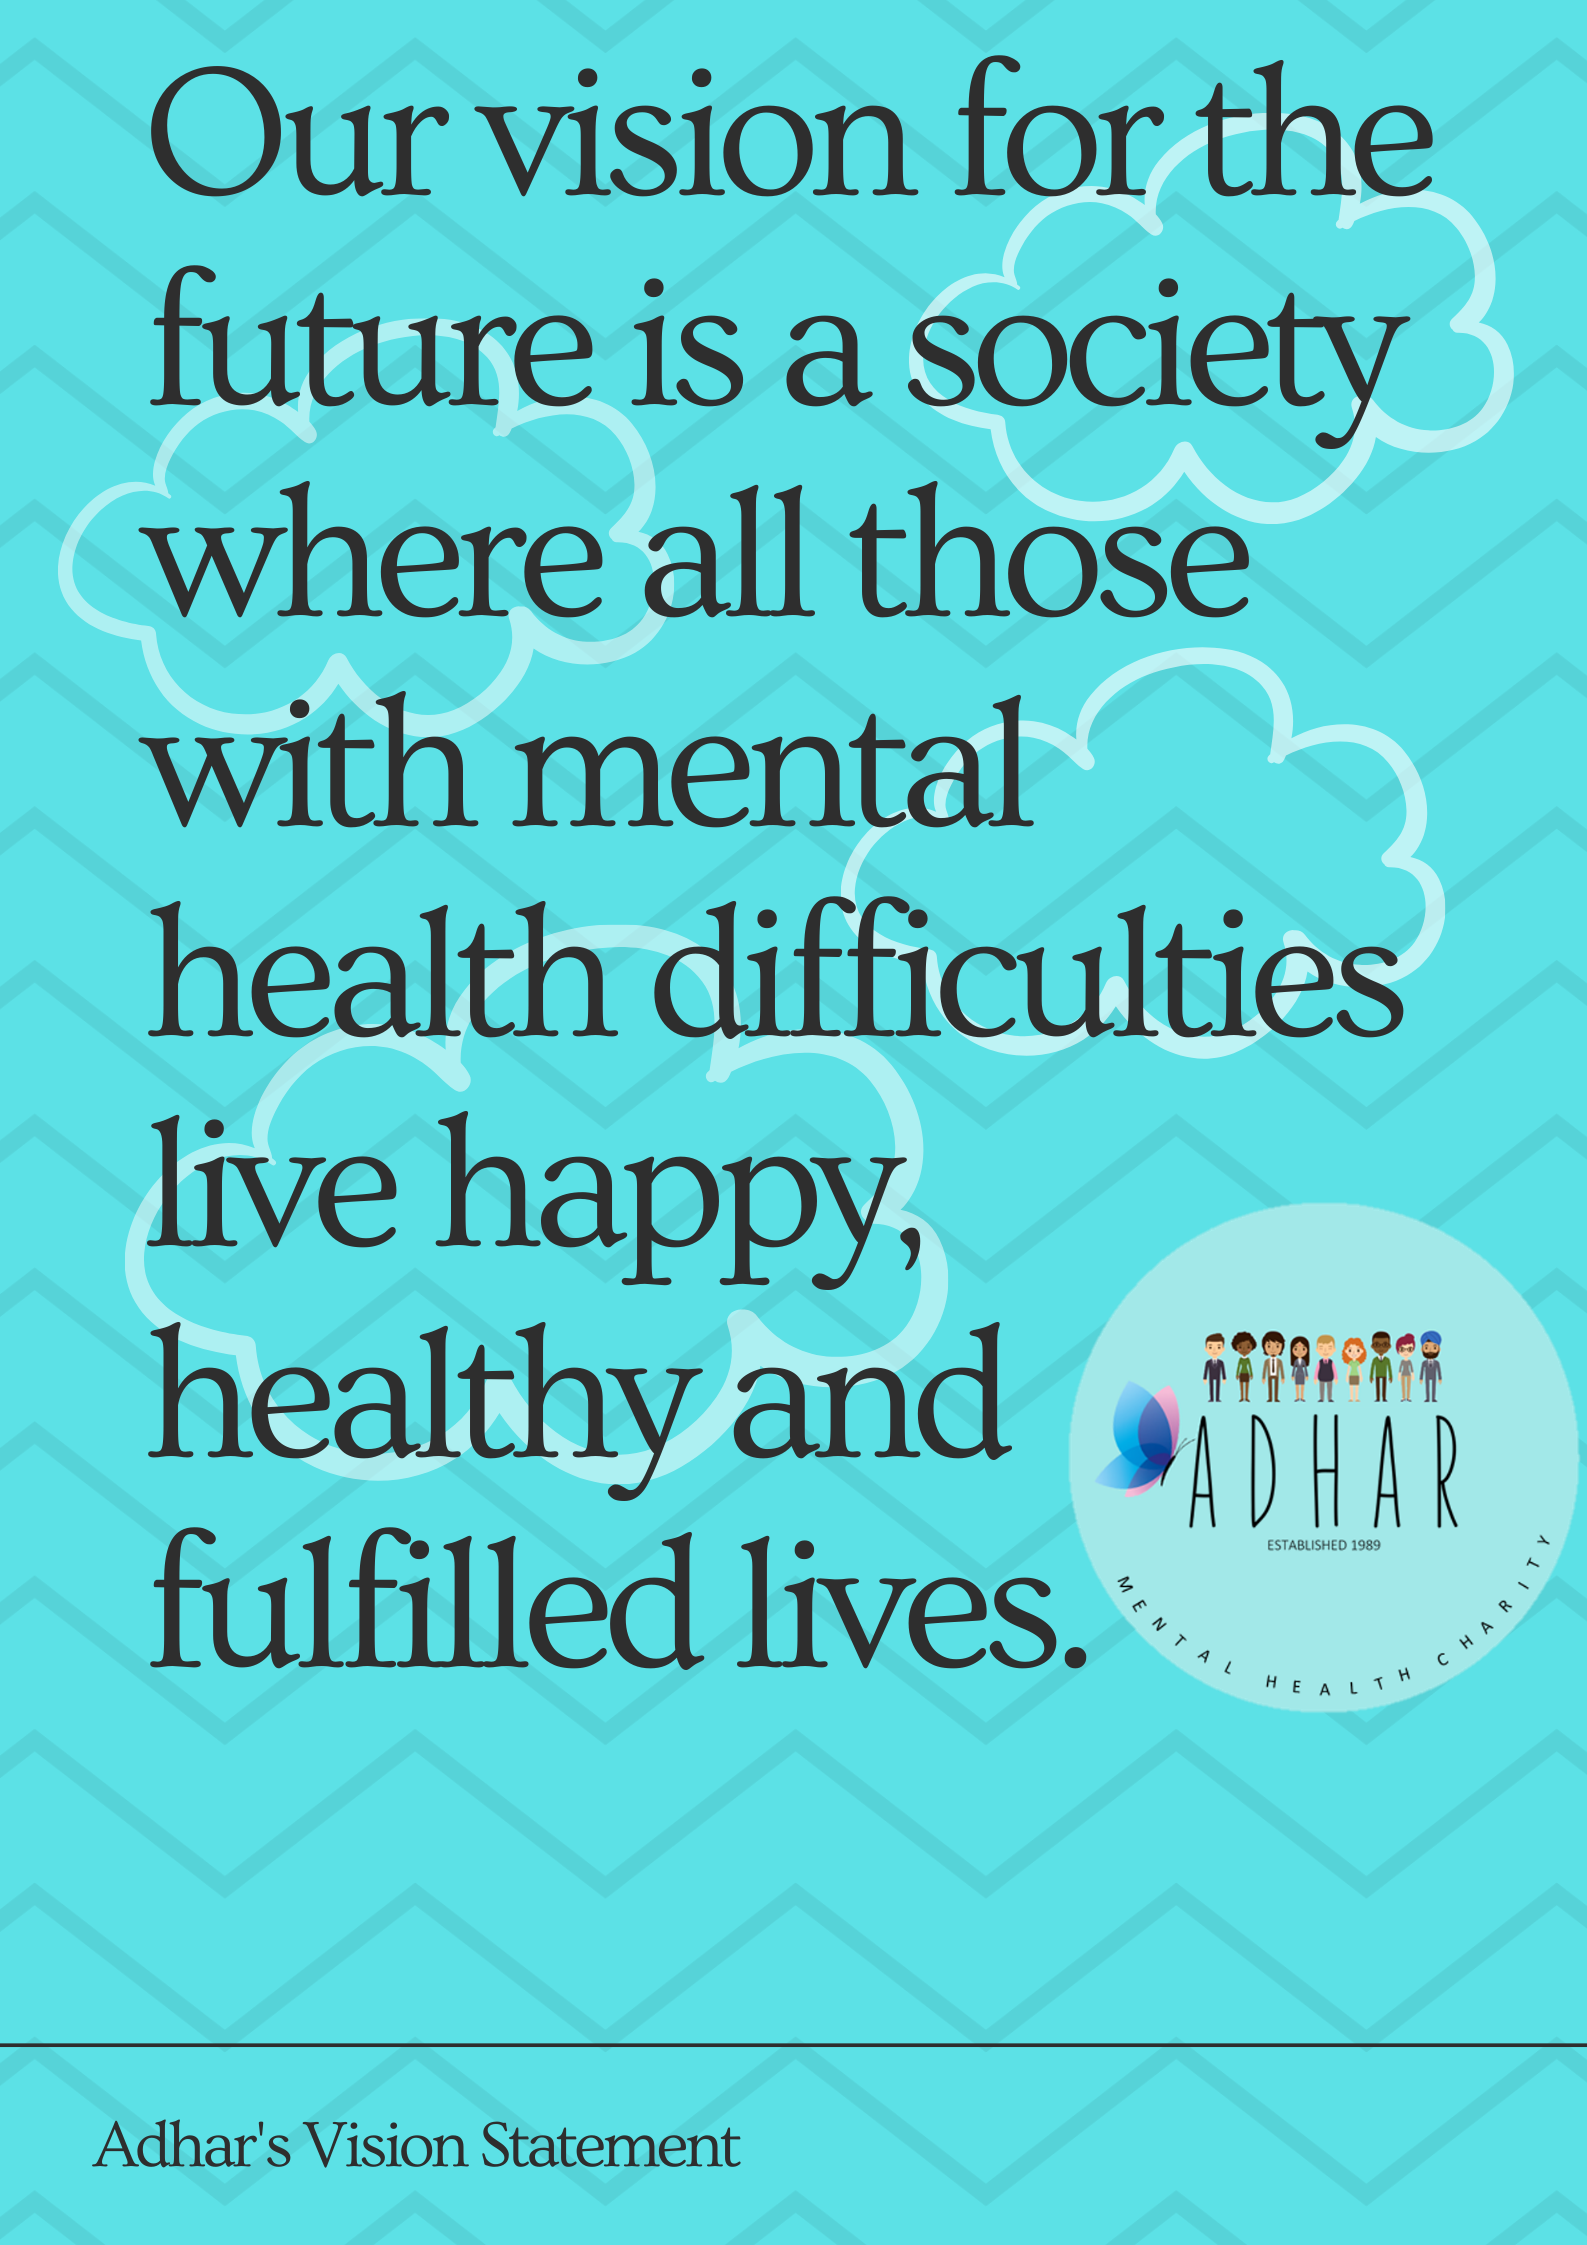 Our vision for the
future is a society
where all those
with mental
health difficulties
live happy,
healthy and
fulfilled lives.
ADHAR
ESTABLISHED 1989
MENTAL HEALTH CHARITY
Adhar's Vision Statement